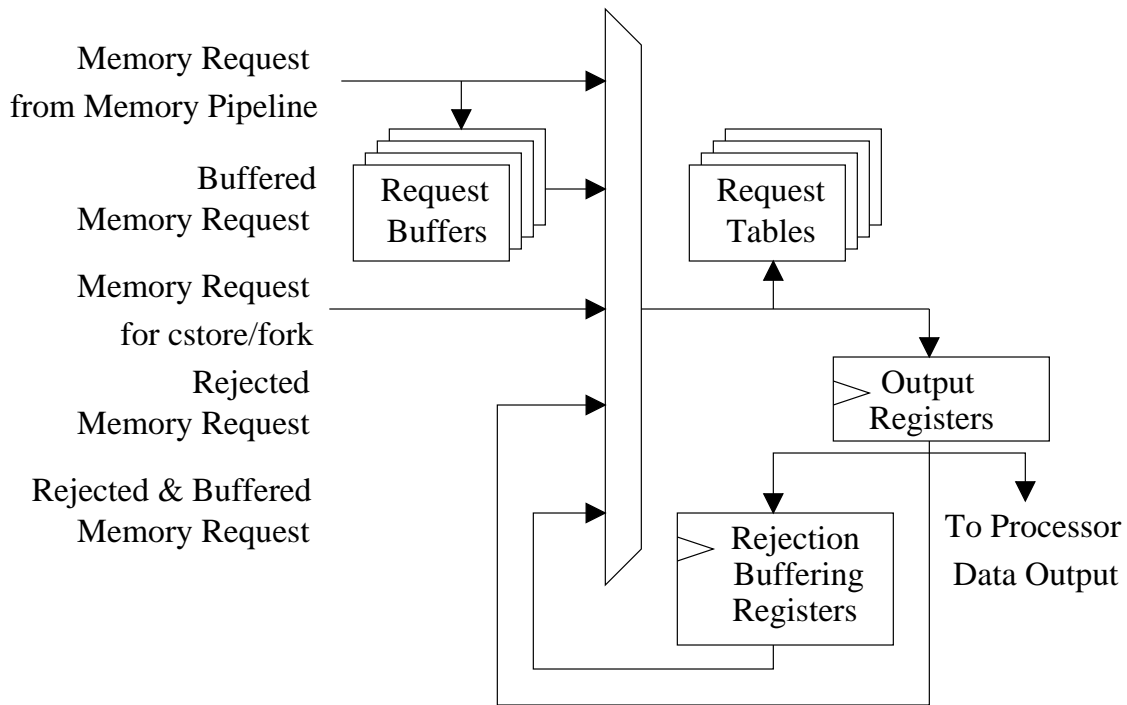 Memory Request
from Memory Pipeline
Buffered
Memory Request
Request
Buffers
Request
Tables
Memory Request
for cstore/fork
Rejected
Memory Request
Output
Registers
Rejected & Buffered
Memory Request
Rejection
Buffering
Registers
To Processor
Data Output